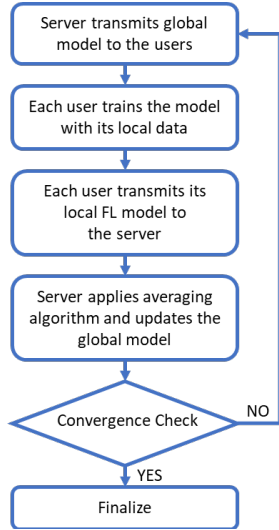 Server transmits global
model to the users
Each user trains the model
with its local data
Each user transmits its
local FL model to
the server
Server applies averaging
algorithm and updates the
global model
Convergence Check
NO
YES
Finalize